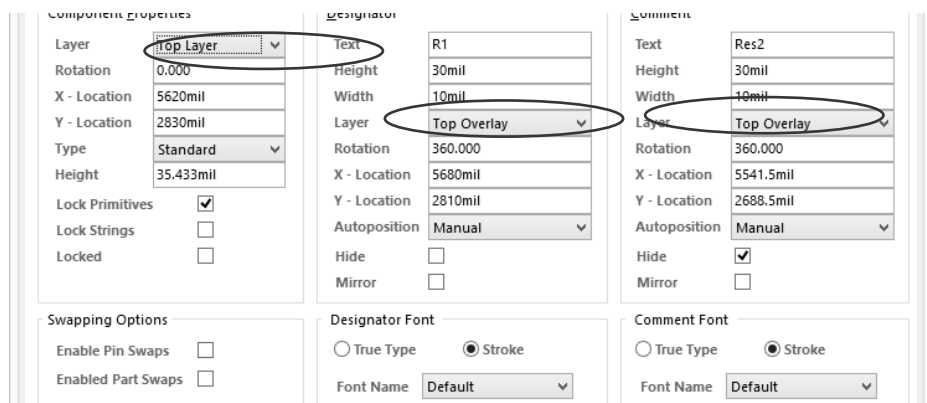 Component Properties
Layer Top Layer
Rotation 0.000
X - Location 5620mil
Y - Location 2830mil
Type Standard
Height 35.433mil
Lock Primitives
Lock Strings
Locked
Designator
Text R1
Height 30mil
Width 10mil
Layer Top Overlay
Rotation 360.000
X - Location 5680mil
Y - Location 2810mil
Autoposition Manual
Hide
Mirror
Comment
Text Res2
Height 30mil
Width 10mil
Layer Top Overlay
Rotation 360.000
X - Location 5541.5mil
Y - Location 2688.5mil
Autoposition Manual
Hide
Mirror
Swapping Options
Enable Pin Swaps
Enabled Part Swaps
Designator Font
True Type Stroke
Font Name Default
Comment Font
True Type Stroke
Font Name Default